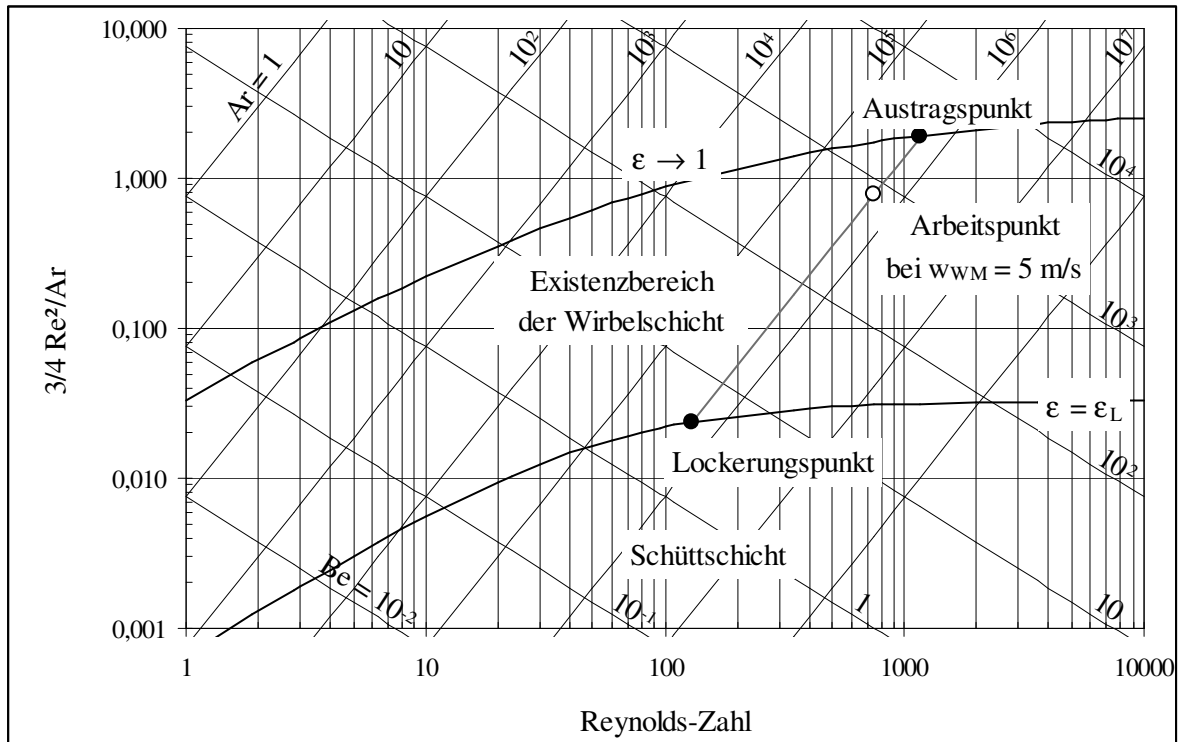 10,000
1,000
0,100
0,010
0,001
3/4 Re²/Ar
Ar = 1
10
10²
10³
10⁴
10⁵
10⁶
10⁷
Austragspunkt
ε → 1
10⁴
Arbeitspunkt
bei wWM = 5 m/s
Existenzbereich
der Wirbelschicht
10³
ε = εL
Lockerungspunkt
10²
Schüttschicht
Be = 10⁻²
10⁻¹
1
10
1
10
100
1000
10000
Reynolds-Zahl